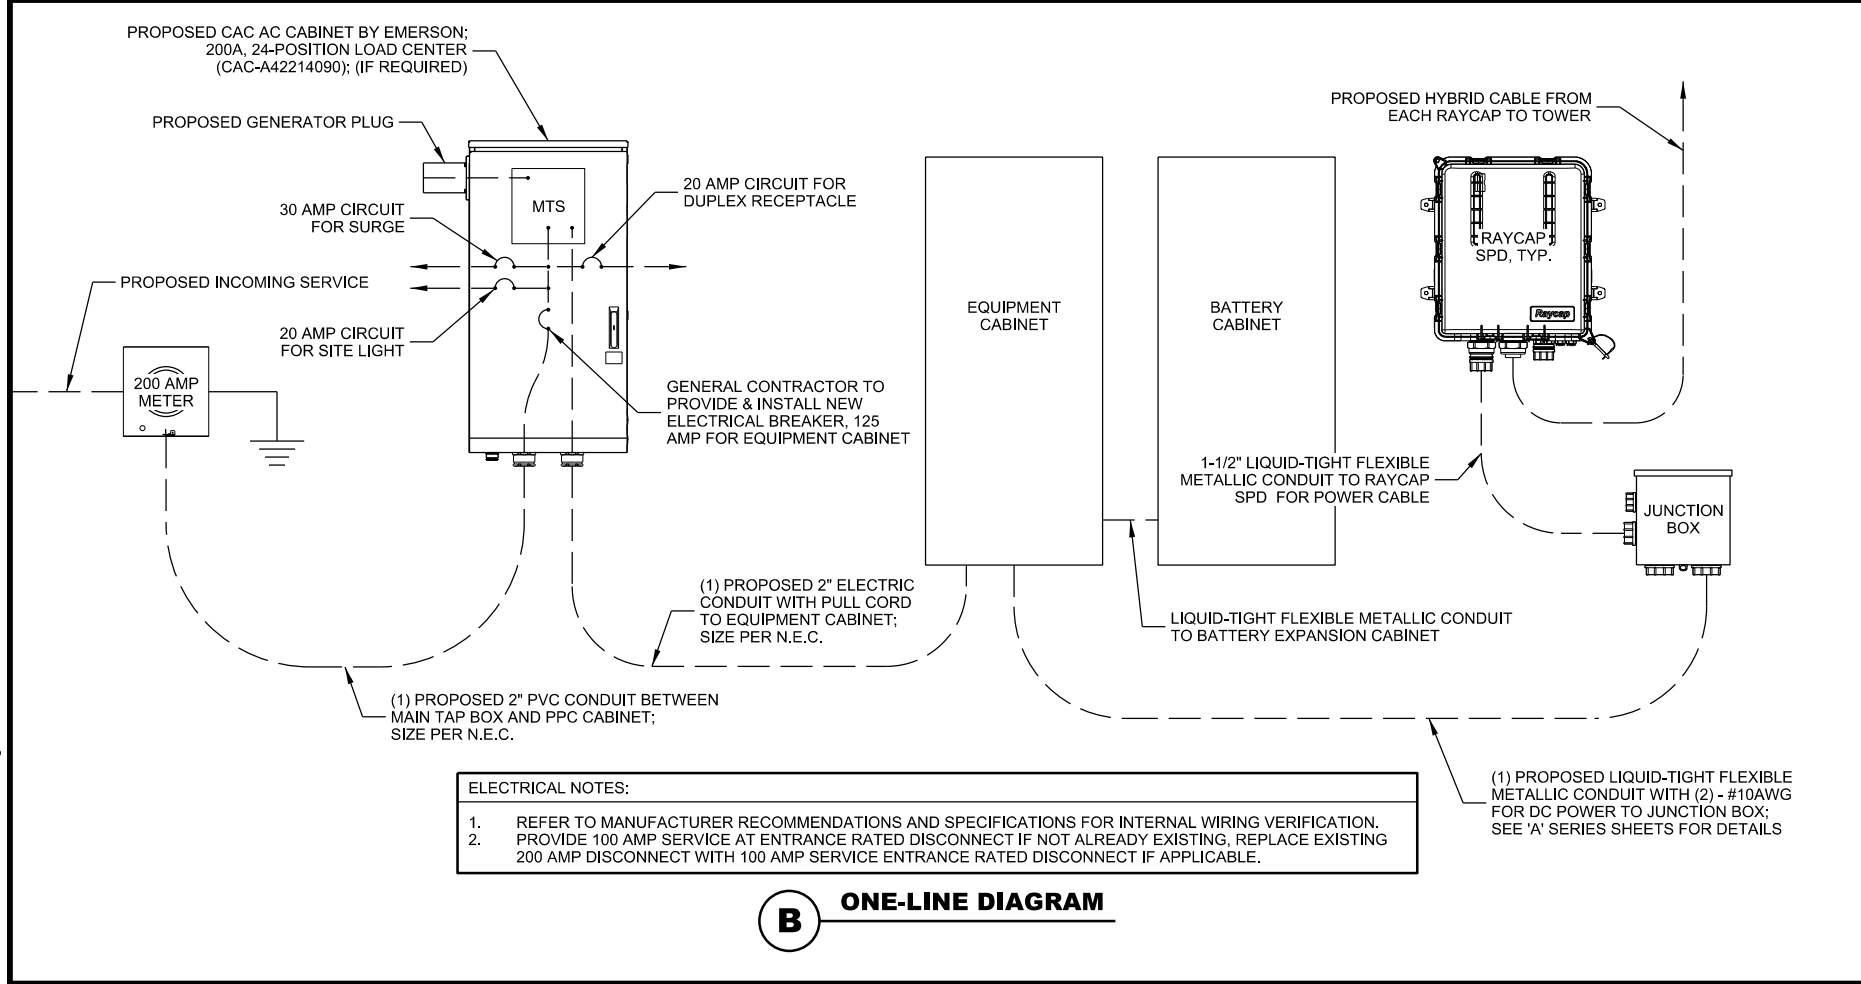 PROPOSED CAC AC CABINET BY EMERSON;
200A, 24-POSITION LOAD CENTER
(CAC-A42214090); (IF REQUIRED)
PROPOSED GENERATOR PLUG
MTS
20 AMP CIRCUIT FOR
DUPLEX RECEPTACLE
30 AMP CIRCUIT
FOR SURGE
PROPOSED INCOMING SERVICE
20 AMP CIRCUIT
FOR SITE LIGHT
200 AMP
METER
GENERAL CONTRACTOR TO
PROVIDE & INSTALL NEW
ELECTRICAL BREAKER, 125
AMP FOR EQUIPMENT CABINET
EQUIPMENT
CABINET
BATTERY
CABINET
PROPOSED HYBRID CABLE FROM
EACH RAYCAP TO TOWER
RAYCAP
SPD, TYP.
Raycap
1-1/2" LIQUID-TIGHT FLEXIBLE
METALLIC CONDUIT TO RAYCAP
SPD FOR POWER CABLE
JUNCTION
BOX
(1) PROPOSED 2" ELECTRIC
CONDUIT WITH PULL CORD
TO EQUIPMENT CABINET;
SIZE PER N.E.C.
LIQUID-TIGHT FLEXIBLE METALLIC CONDUIT
TO BATTERY EXPANSION CABINET
(1) PROPOSED 2" PVC CONDUIT BETWEEN
MAIN TAP BOX AND PPC CABINET;
SIZE PER N.E.C.
(1) PROPOSED LIQUID-TIGHT FLEXIBLE
METALLIC CONDUIT WITH (2) - #10AWG
FOR DC POWER TO JUNCTION BOX;
SEE 'A' SERIES SHEETS FOR DETAILS
ELECTRICAL NOTES:
1. REFER TO MANUFACTURER RECOMMENDATIONS AND SPECIFICATIONS FOR INTERNAL WIRING VERIFICATION.
2. PROVIDE 100 AMP SERVICE AT ENTRANCE RATED DISCONNECT IF NOT ALREADY EXISTING, REPLACE EXISTING
200 AMP DISCONNECT WITH 100 AMP SERVICE ENTRANCE RATED DISCONNECT IF APPLICABLE.
B ONE-LINE DIAGRAM